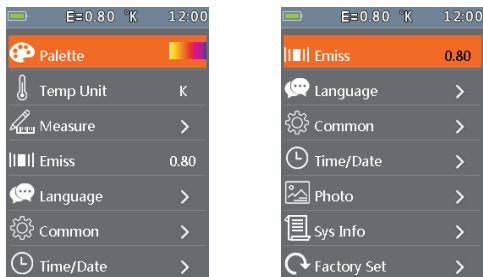 E=0.80 °K 12:00
Palette
Temp Unit K
Measure >
Emiss 0.80
Language >
Common >
Time/Date >
E=0.80 °K 12:00
Emiss 0.80
Language >
Common >
Time/Date >
Photo >
Sys Info >
Factory Set >